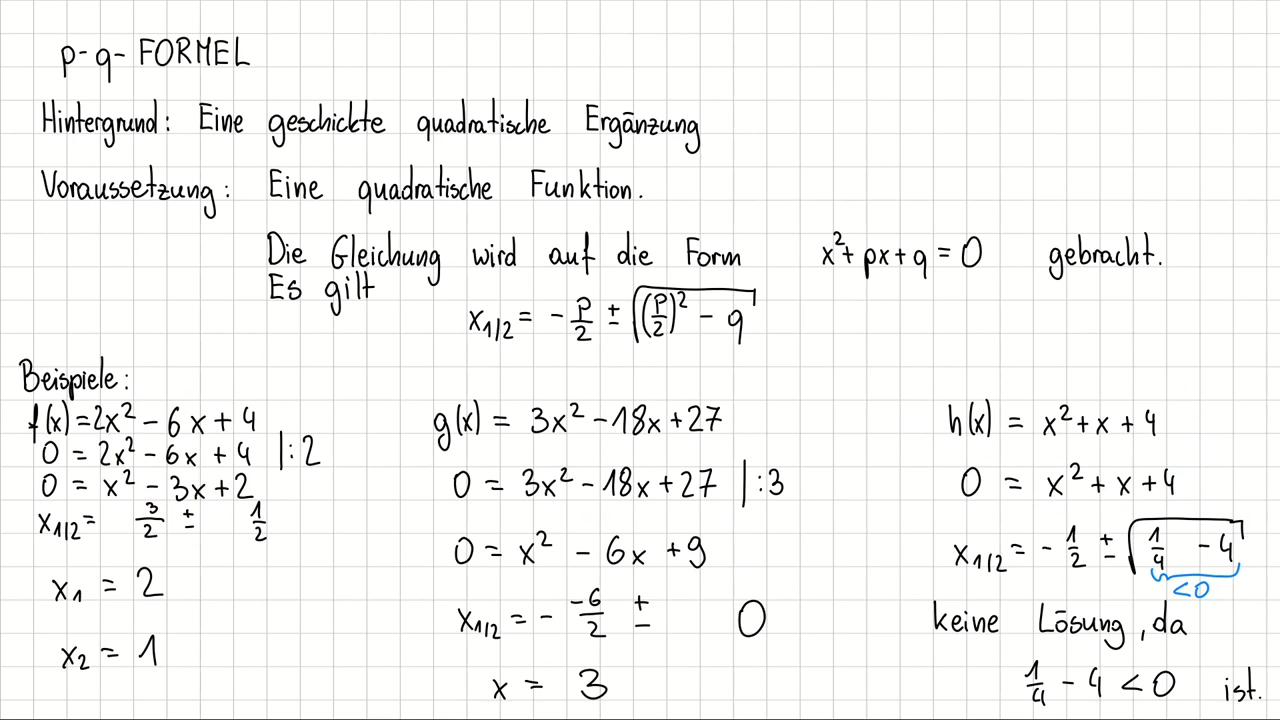 p-q-FORMEL
Hintergrund: Eine geschickte quadratische Ergänzung
Voraussetzung: Eine quadratische Funktion.
Die Gleichung wird auf die Form x²+px+q=0 gebracht.
Es gilt
x₁/₂ = -p/2 ± √((p/2)² - q)
Beispiele:
f(x)=2x²-6x+4
0 = 2x²-6x+4 |:2
0 = x²-3x+2
x₁/₂ = 3/2 ± 1/2
x₁ = 2
x₂ = 1
g(x) = 3x²-18x+27
0 = 3x²-18x+27 |:3
0 = x² - 6x +9
x₁/₂ = - -6/2 ± 0
x = 3
h(x) = x²+x+4
0 = x²+x+4
x₁/₂ = -1/2 ± √(1/4 -4)
<0
keine Lösung, da
1/4 - 4 < 0 ist.